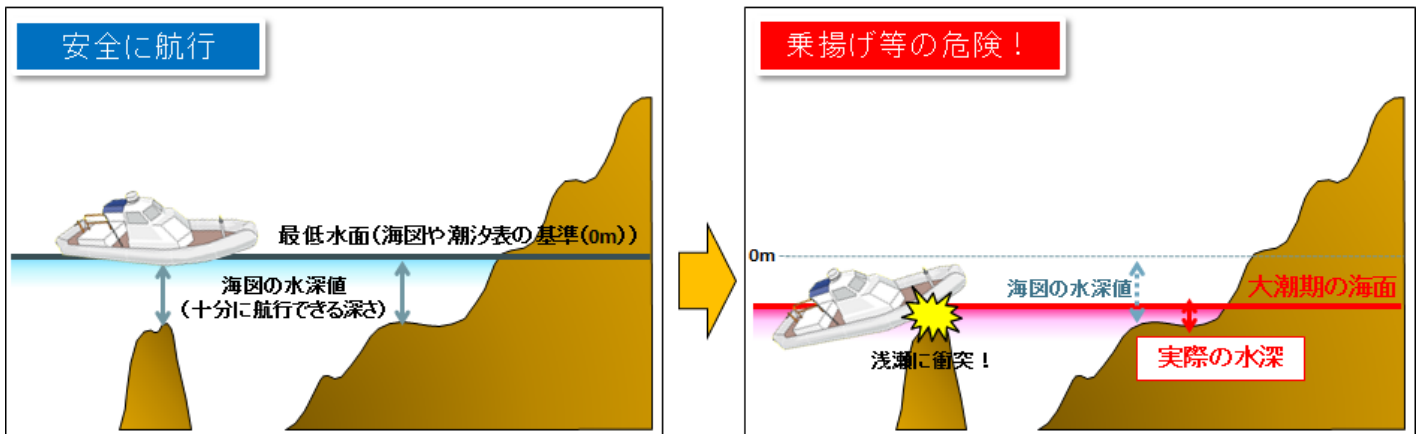 安全に航行
最低水面(海図や潮汐表の基準(0m))
海図の水深値
(十分に航行できる深さ)
乗揚げ等の危険!
0m
海図の水深値
大潮期の海面
実際の水深
浅瀬に衝突!